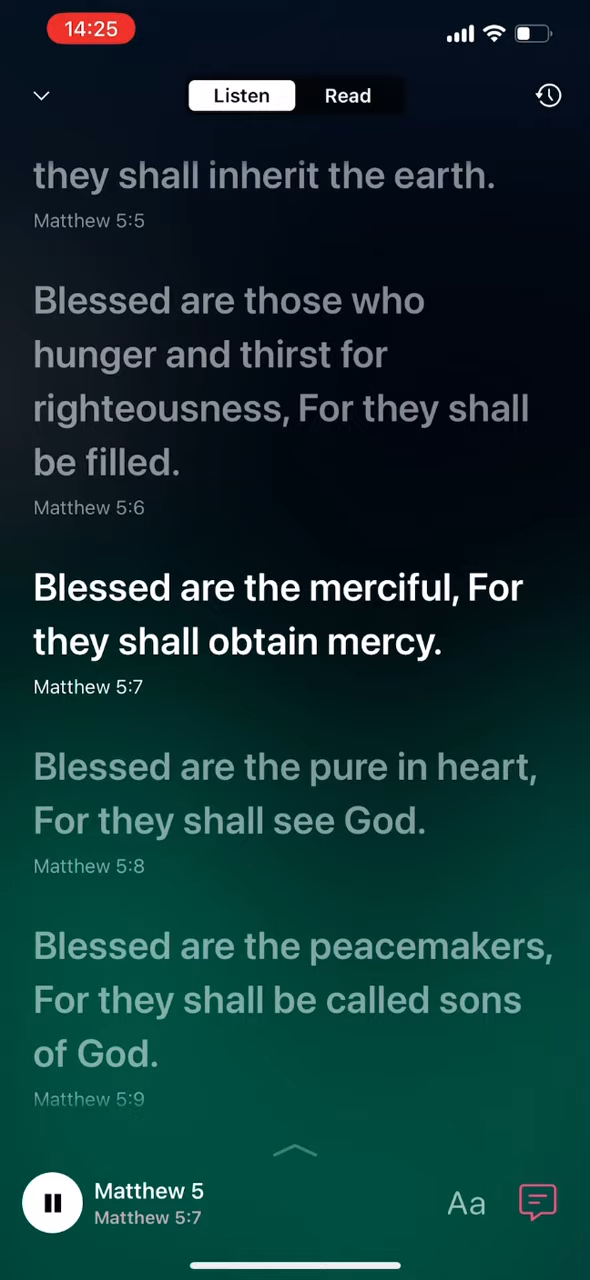 14:25
Listen
Read
they shall inherit the earth.
Matthew 5:5
Blessed are those who
hunger and thirst for
righteousness, For they shall
be filled.
Matthew 5:6
Blessed are the merciful, For
they shall obtain mercy.
Matthew 5:7
Blessed are the pure in heart,
For they shall see God.
Matthew 5:8
Blessed are the peacemakers,
For they shall be called sons
of God.
Matthew 5:9
Matthew 5
Matthew 5:7
Aa